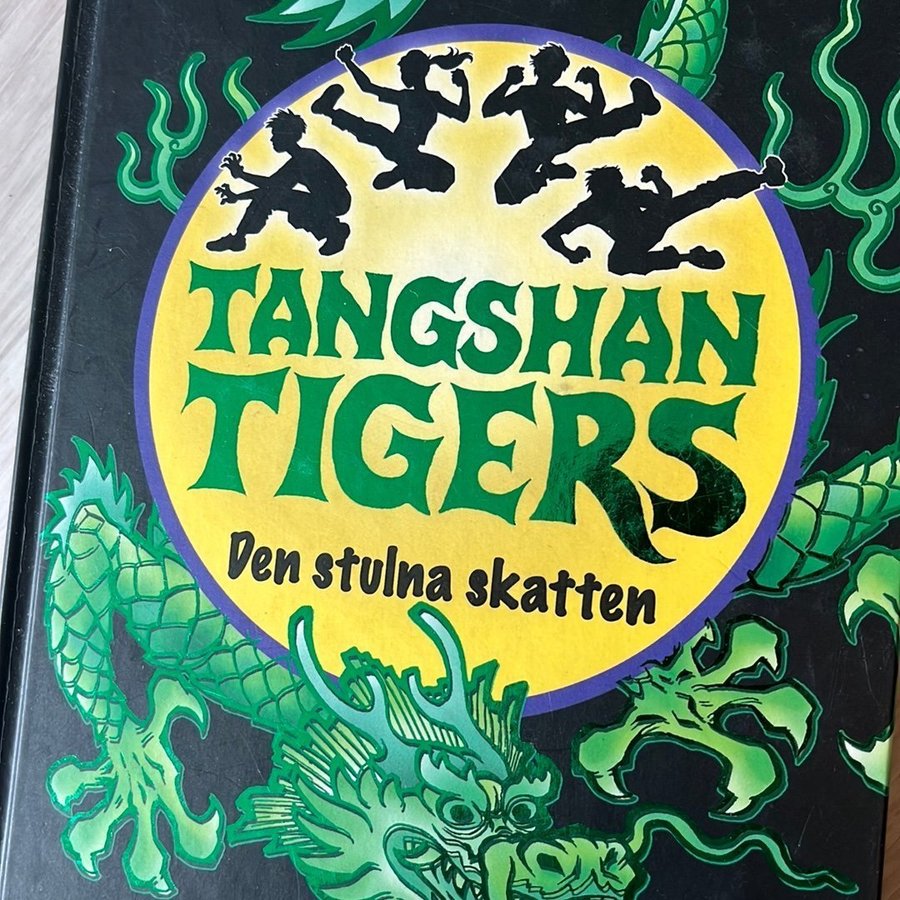 TANGSHAN
TIGERS
Den stulna skatten